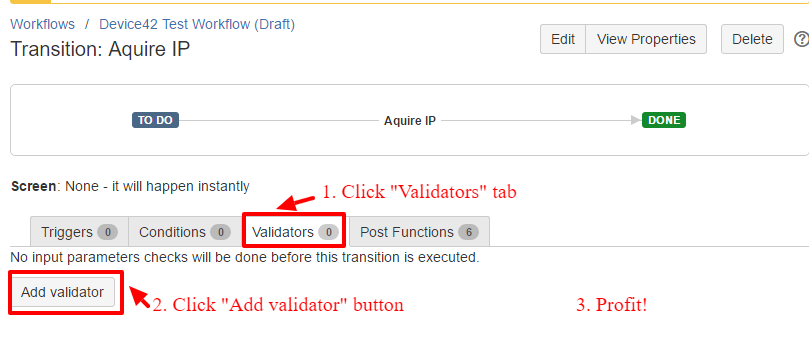 Workflows / Device42 Test Workflow (Draft)
Transition: Aquire IP
Edit View Properties Delete ?
TO DO Aquire IP DONE
Screen: None - it will happen instantly
1. Click "Validators" tab
Triggers 0 Conditions 0 Validators 0 Post Functions 6
No input parameters checks will be done before this transition is executed.
Add validator
2. Click "Add validator" button
3. Profit!